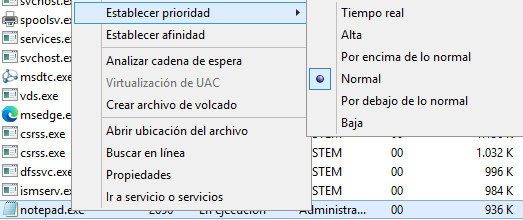 svchost.exe
spoolsv.ex
services.ex
svchost.exe
msdtc.exe
vds.exe
msedge.exe
csrss.exe
csrss.exe
dfssvc.exe
ismserv.ex
notepad.exe
En ejecución
Administra...
00
936 K
Establecer prioridad
Establecer afinidad
Analizar cadena de espera
Virtualización de UAC
Crear archivo de volcado
Abrir ubicación del archivo
Buscar en línea
Propiedades
Ir a servicio o servicios
Tiempo real
Alta
Por encima de lo normal
Normal
Por debajo de lo normal
Baja
STEM 00 1.032 K
STEM 00 996 K
STEM 00 984 K